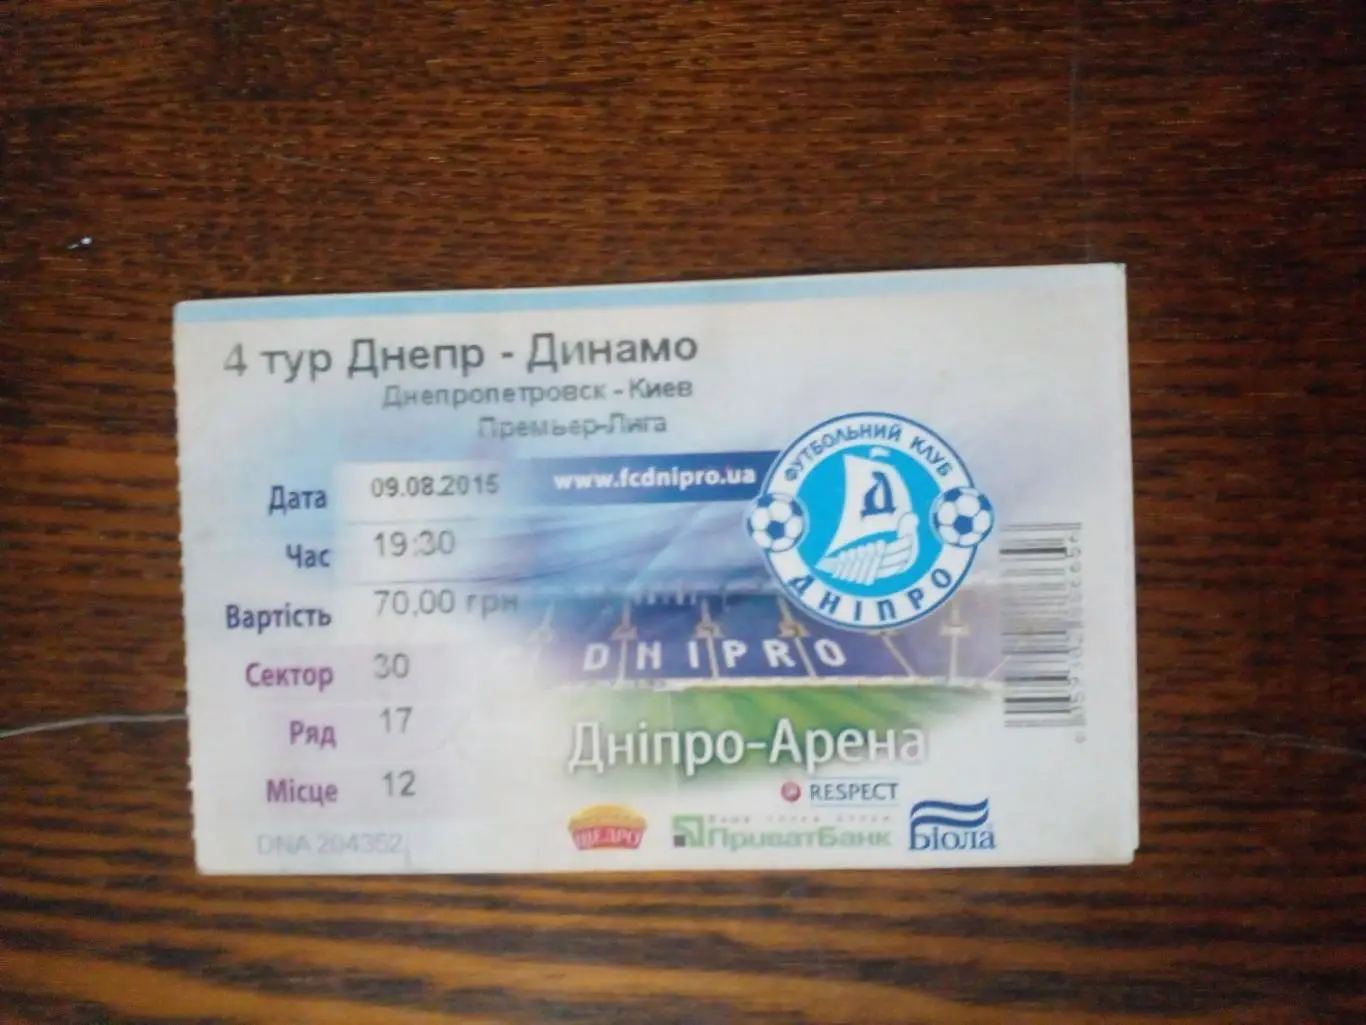 4 тур Днепр - Динамо
Днепропетровск - Киев
Премьер-Лига
Дата 09.08.2015
www.fcdnipro.ua
ФУТБОЛЬНИЙ КЛУБ
Д
ДНІПРО
Час 19:30
Вартість 70,00 грн
DNIPRO
Сектор 30
Ряд 17
Дніпро-Арена
Місце 12
RESPECT
DNA 204352
ЩЕДРО
ПриватБанк
Біола